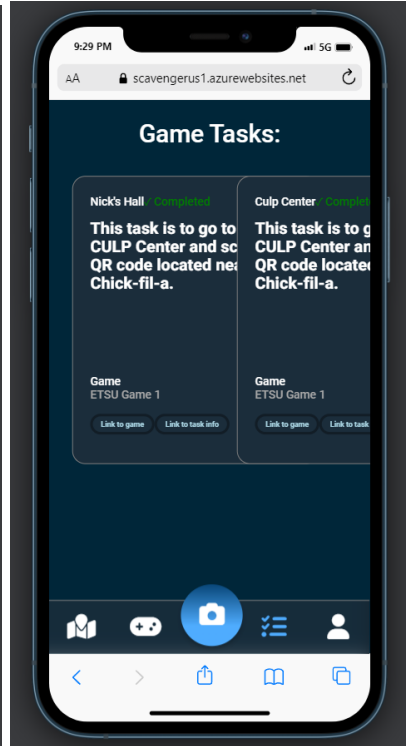 9:29 PM
5G
AA
scavengerus1.azurewebsites.net
Game Tasks:
Nick's Hall✓ Completed
This task is to go to
CULP Center and sc
QR code located nea
Chick-fil-a.
Game
ETSU Game 1
Link to game
Link to task info
Culp Center✓ Complet
This task is to g
CULP Center an
QR code located
Chick-fil-a.
Game
ETSU Game 1
Link to game
Link to task